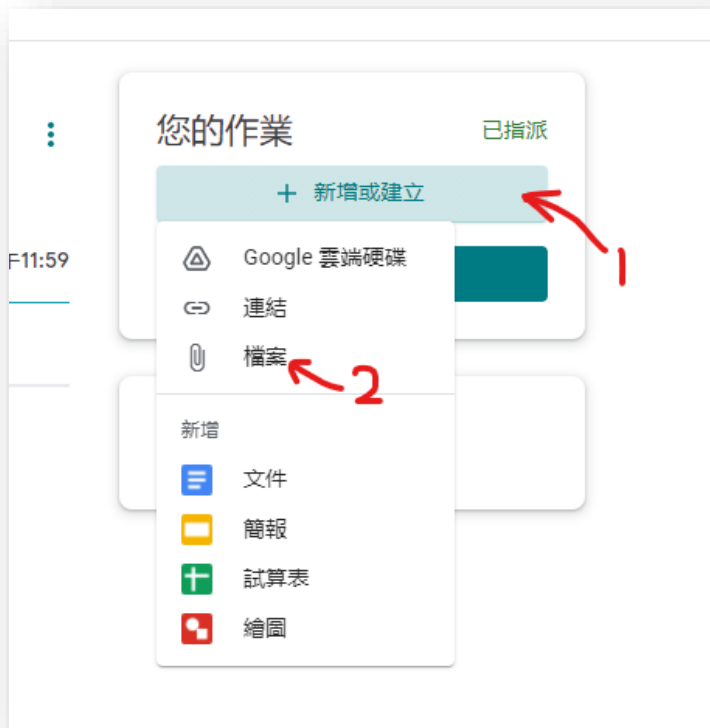 您的作業
已指派
+ 新增或建立
1
Google 雲端硬碟
11:59
連結
檔案
2
新增
文件
簡報
試算表
繪圖